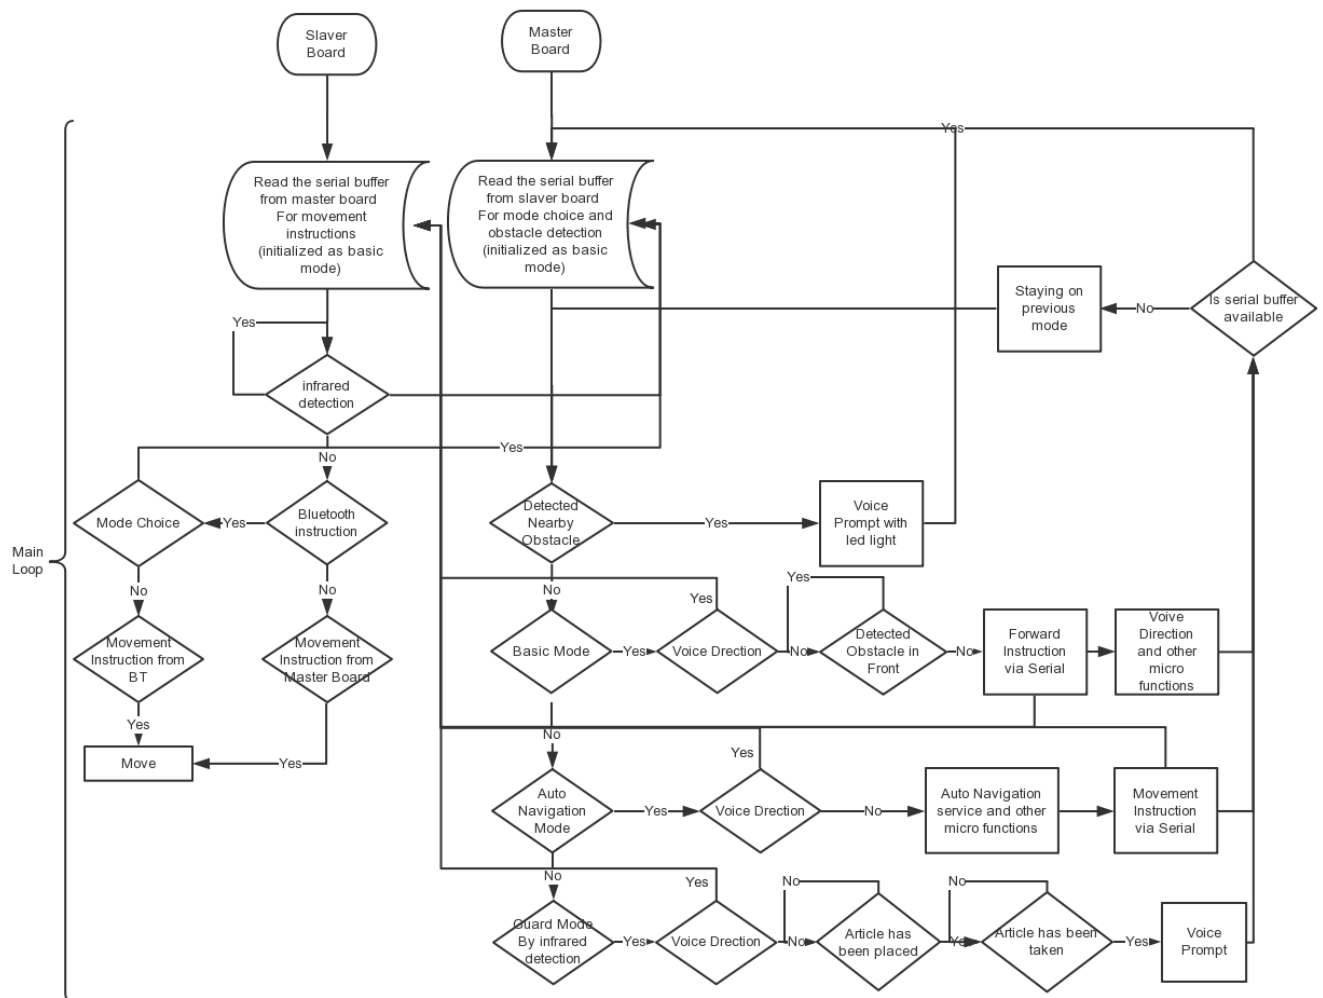 Slaver
Board
Master
Board
Yes
Read the serial buffer
from master board
For movement
instructions
(initialized as basic
mode)
Read the serial buffer
from slaver board
For mode choice and
obstacle detection
(initialized as basic
mode)
Staying on
previous
mode
No
Is serial buffer
available
Yes
infrared
detection
Yes
No
Mode Choice
Yes
Bluetooth
instruction
Detected
Nearby
Obstacle
Yes
Voice
Prompt with
led light
Main
Loop
No
No
No
Yes
Yes
Movement
Instruction from
BT
Movement
Instruction from
Master Board
Basic Mode
Yes
Voice Direction
No
Detected
Obstacle in
Front
No
Forward
Instruction
via Serial
Voive
Direction
and other
micro
functions
Yes
Move
Yes
No
Yes
Auto
Navigation
Mode
Yes
Voice Direction
No
Auto Navigation
service and other
micro functions
Movement
Instruction
via Serial
No
Yes
No
No
Guard Mode
By infrared
detection
Yes
Voice Direction
No
Article has
been placed
Yes
Article has been
taken
Yes
Voice
Prompt